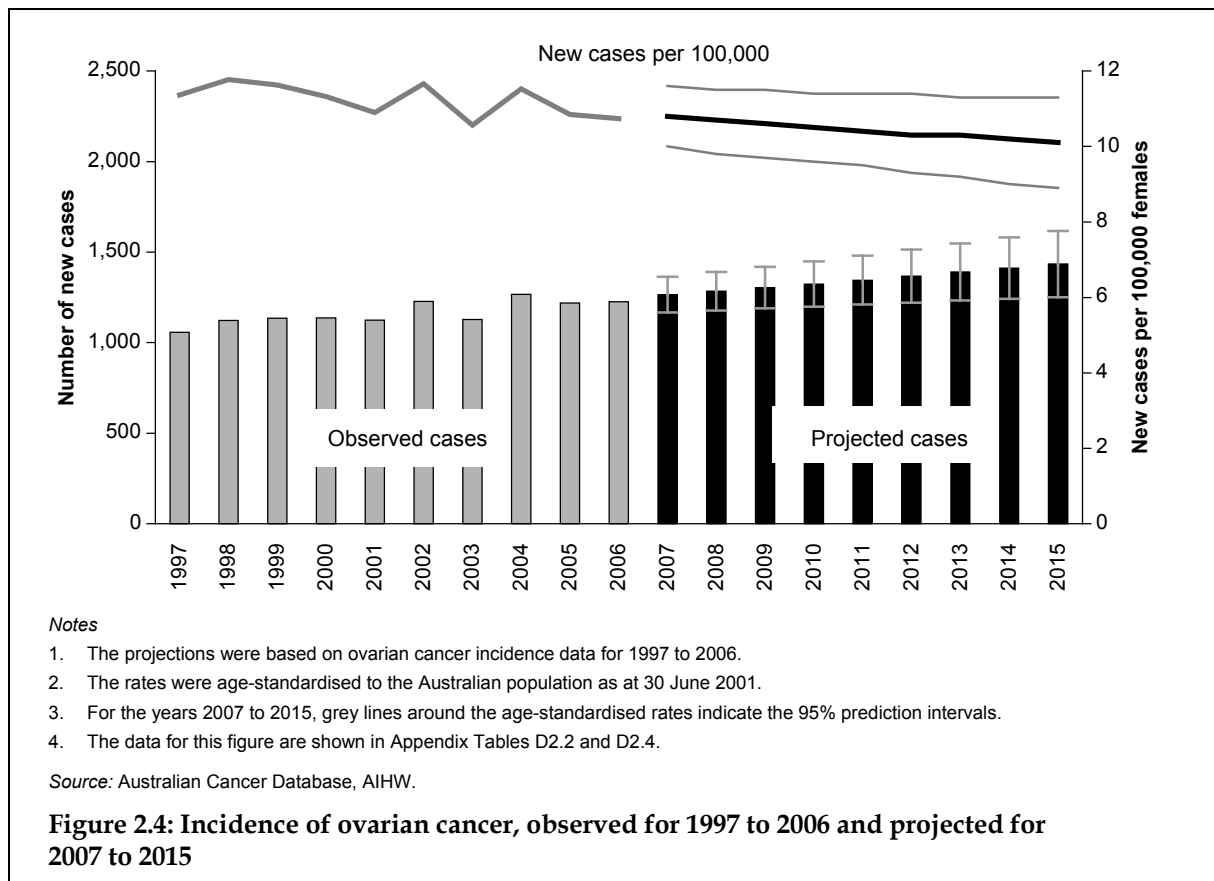 New cases per 100,000
2,500
2,000
1,500
1,000
500
0
Number of new cases
12
10
8
6
4
2
0
New cases per 100,000 females
Observed cases
Projected cases
1997
1998
1999
2000
2001
2002
2003
2004
2005
2006
2007
2008
2009
2010
2011
2012
2013
2014
2015
Notes
1. The projections were based on ovarian cancer incidence data for 1997 to 2006.
2. The rates were age-standardised to the Australian population as at 30 June 2001.
3. For the years 2007 to 2015, grey lines around the age-standardised rates indicate the 95% prediction intervals.
4. The data for this figure are shown in Appendix Tables D2.2 and D2.4.
Source: Australian Cancer Database, AIHW.
Figure 2.4: Incidence of ovarian cancer, observed for 1997 to 2006 and projected for
2007 to 2015